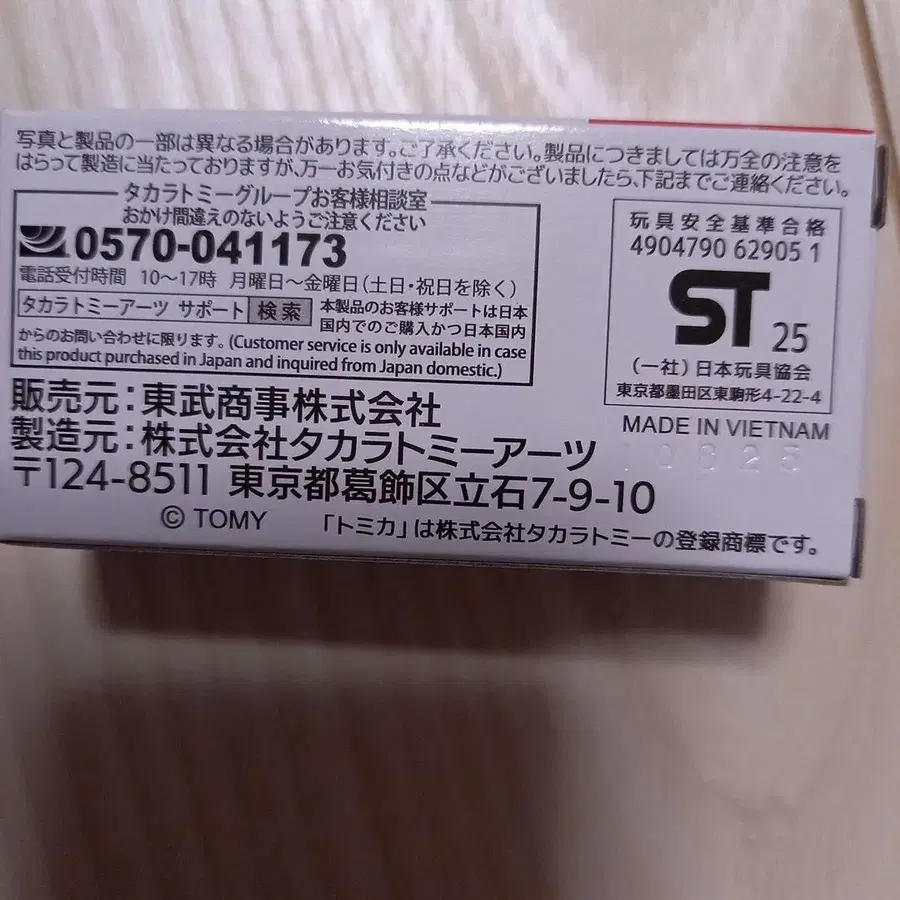 写真と製品の一部は異なる場合があります。ご了承ください。製品につきましては万全の注意を
はらって製造に当たっておりますが、万一お気付きの点などがございましたら、下記までご連絡ください。
タカラトミーグループお客様相談室
おかけ間違えのないようご注意ください
0570-041173
電話受付時間 10〜17時 月曜日〜金曜日(土日・祝日を除く)
タカラトミーアーツ サポート 検索 本製品のお客様サポートは日本
国内でのご購入かつ日本国内
からのお問い合わせに限ります。(Customer service is only available in case
this product purchased in Japan and inquired from Japan domestic.)
販売元:東武商事株式会社
製造元:株式会社タカラトミーアーツ
〒124-8511 東京都葛飾区立石7-9-10
© TOMY 「トミカ」は株式会社タカラトミーの登録商標です。
玩具安全基準合格
4904790 62905 1
ST 25
(一社)日本玩具協会
東京都墨田区東駒形4-22-4
MADE IN VIETNAM